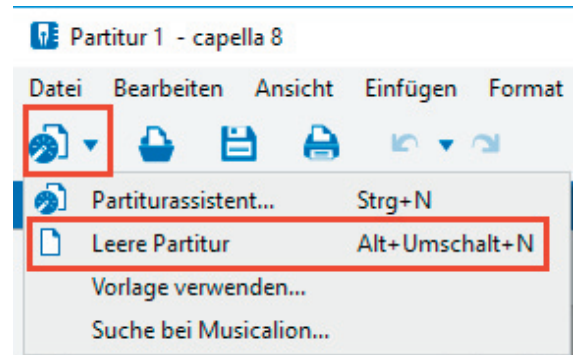 Partitur 1 - capella 8
Datei Bearbeiten Ansicht Einfügen Format
Partiturassistent... Strg+N
Leere Partitur Alt+Umschalt+N
Vorlage verwenden...
Suche bei Musicalion...